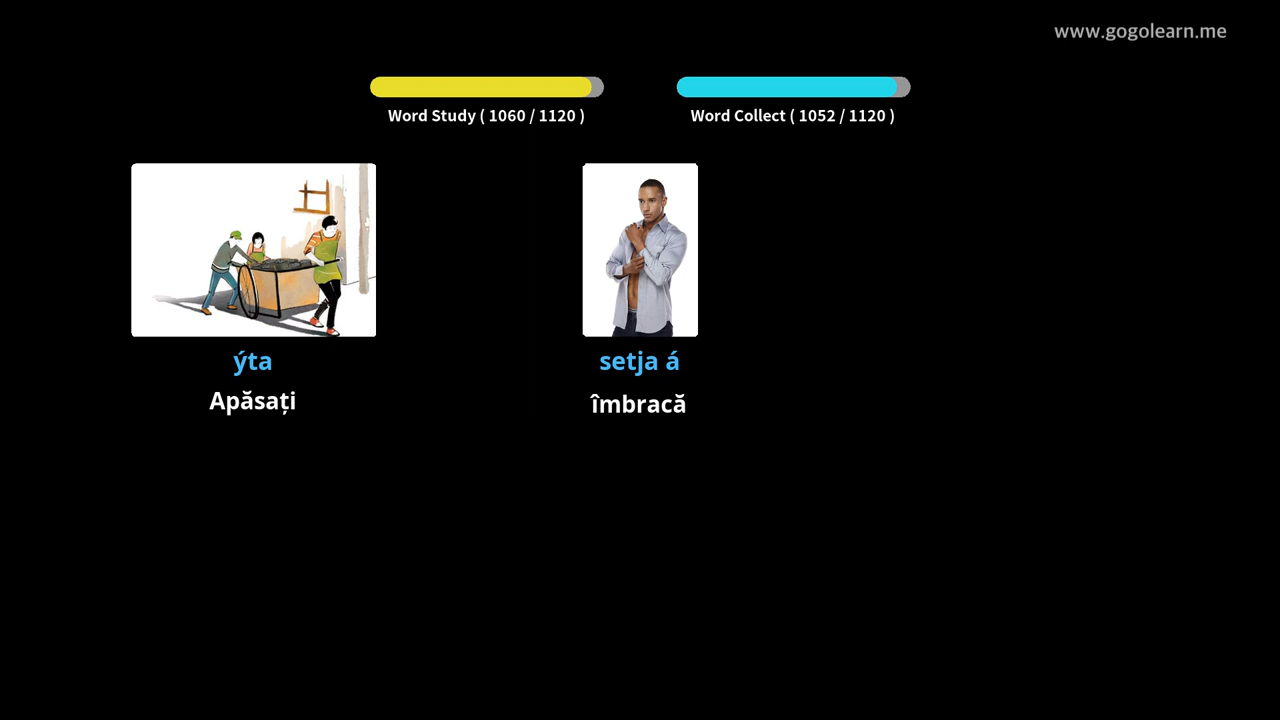 www.gogolearn.me
Word Study ( 1060 / 1120 )
Word Collect ( 1052 / 1120 )
ýta
Apăsați
setja á
îmbracă